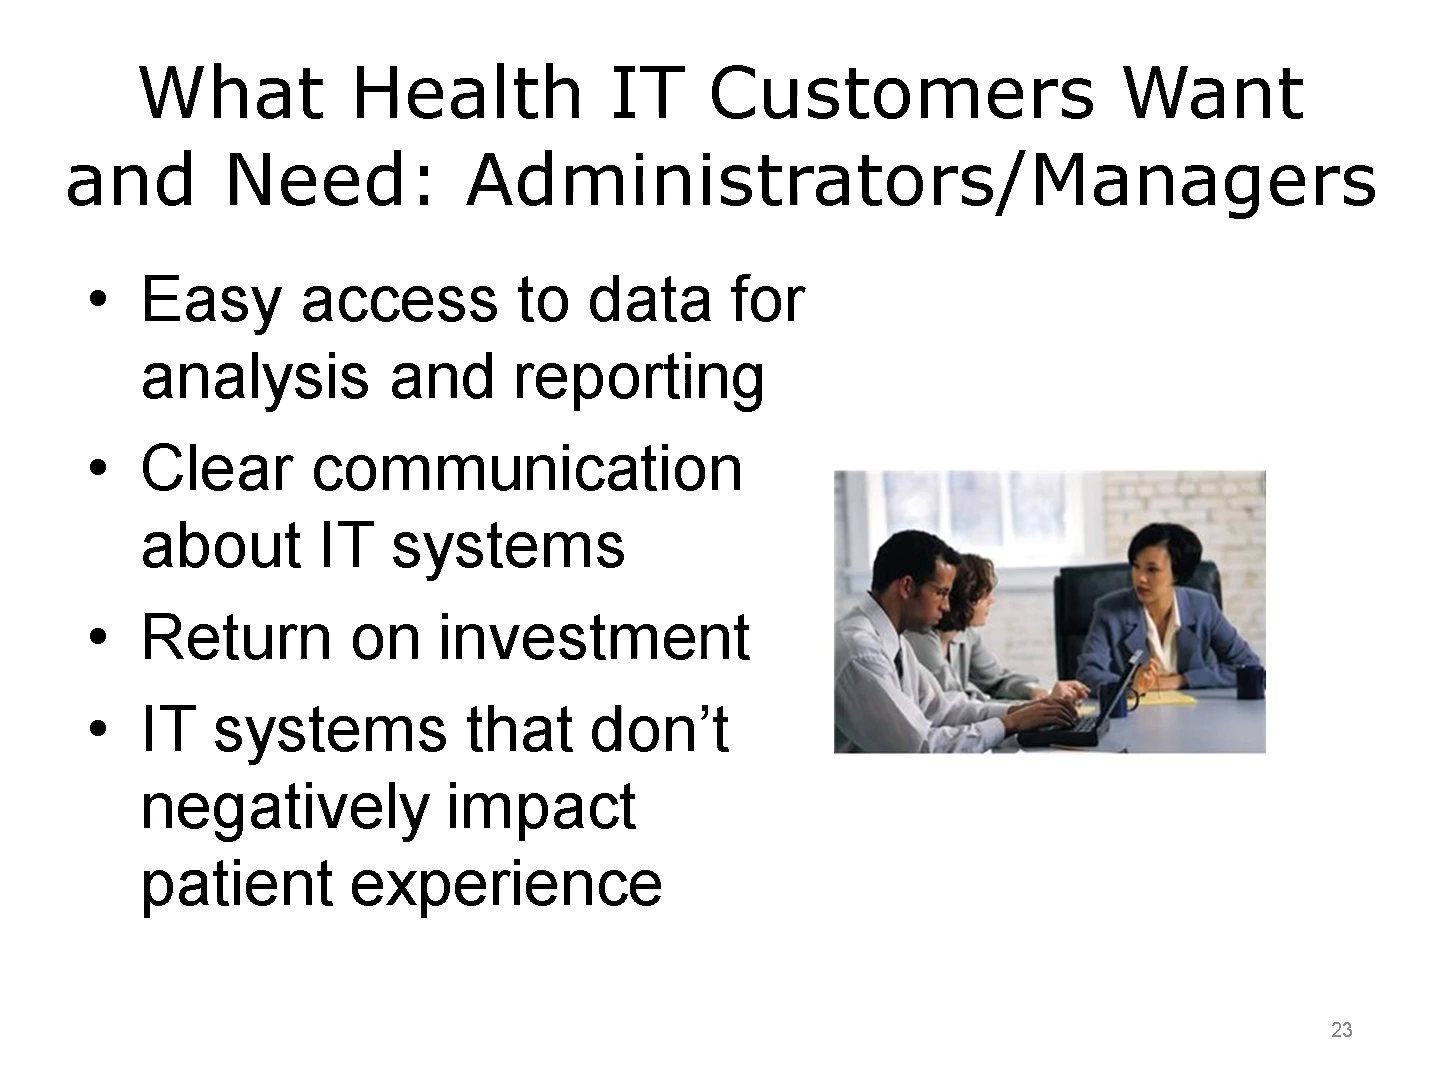 What Health IT Customers Want
and Need: Administrators/Managers
• Easy access to data for
analysis and reporting
• Clear communication
about IT systems
• Return on investment
• IT systems that don’t
negatively impact
patient experience
23